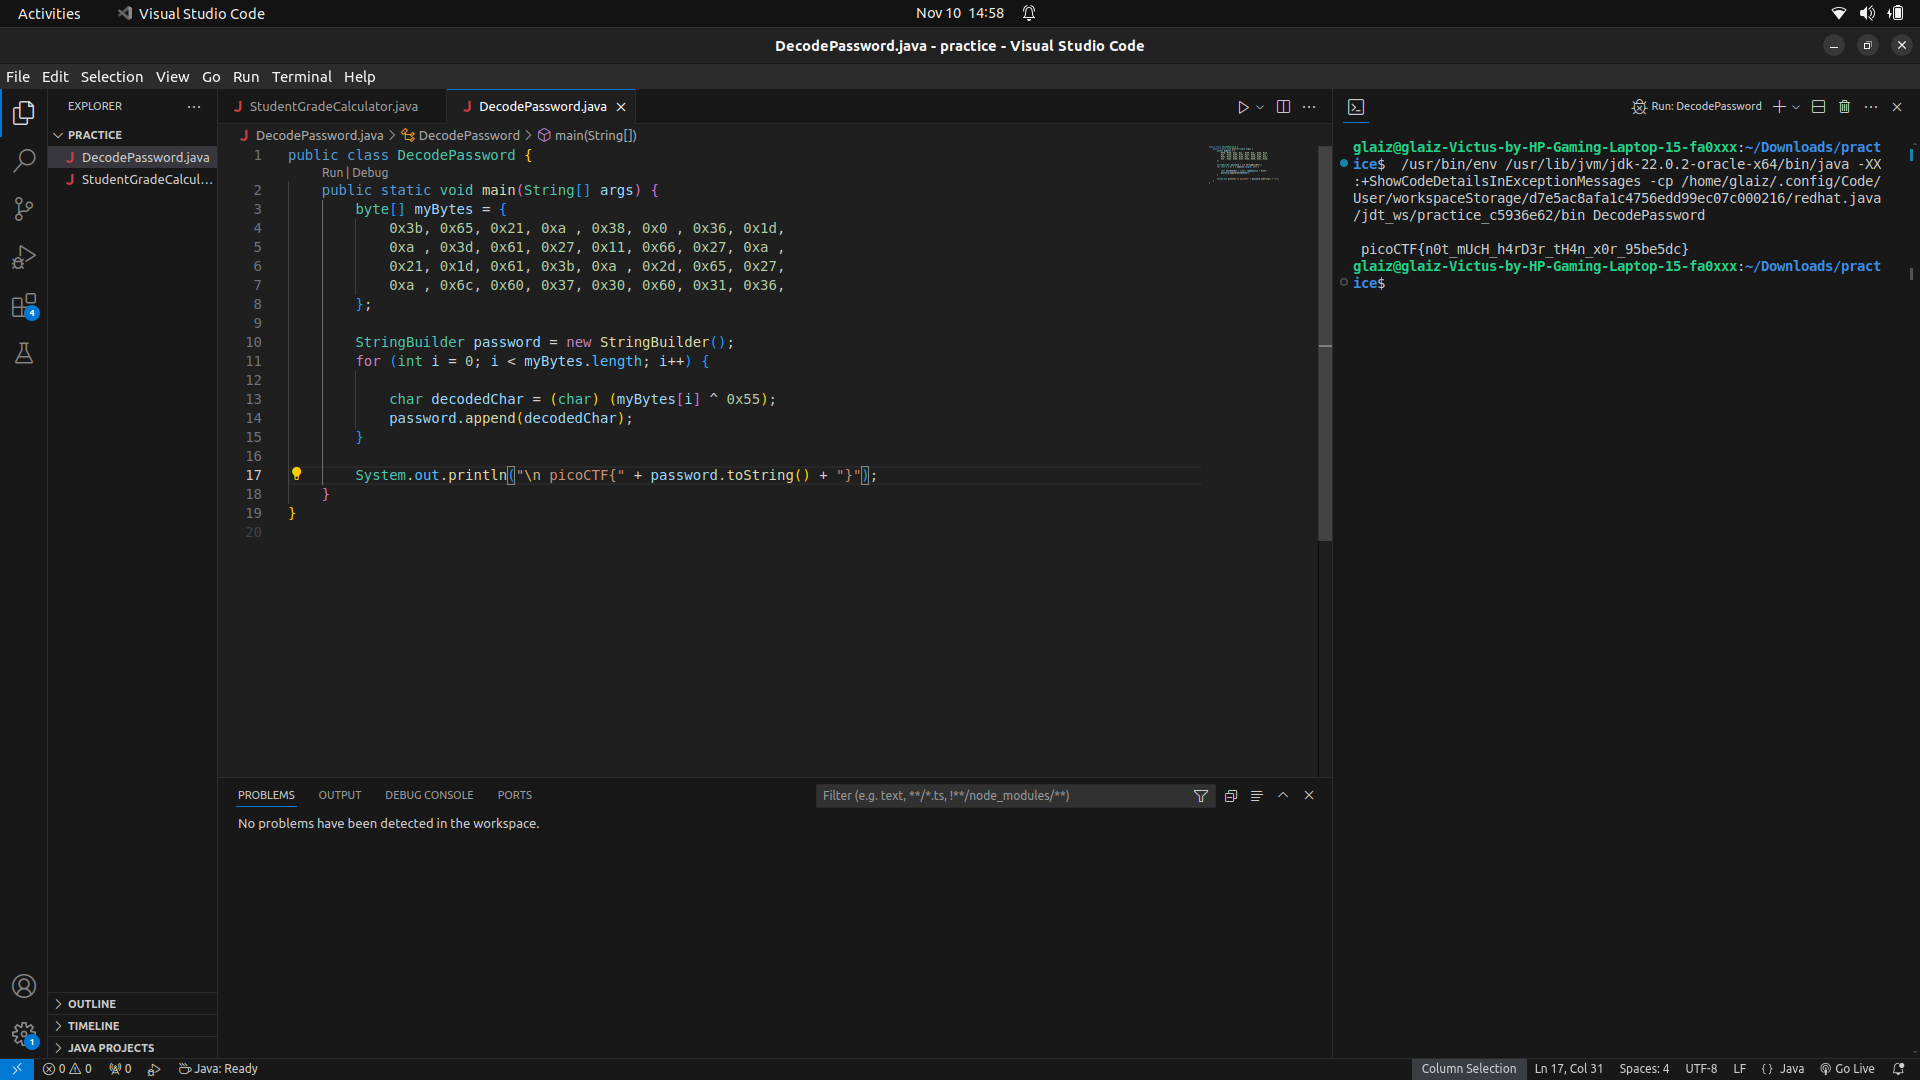 Activities Visual Studio Code Nov 10 14:58
DecodePassword.java - practice - Visual Studio Code
File Edit Selection View Go Run Terminal Help
EXPLORER
PRACTICE
DecodePassword.java
StudentGradeCalcul...
OUTLINE
TIMELINE
JAVA PROJECTS
4
1
StudentGradeCalculator.java DecodePassword.java
DecodePassword.java > DecodePassword > main(String[])
1 public class DecodePassword {
Run | Debug
2 public static void main(String[] args) {
3 byte[] myBytes = {
4 0x3b, 0x65, 0x21, 0xa , 0x38, 0x0 , 0x36, 0x1d,
5 0xa , 0x3d, 0x61, 0x27, 0x11, 0x66, 0x27, 0xa ,
6 0x21, 0x1d, 0x61, 0x3b, 0xa , 0x2d, 0x65, 0x27,
7 0xa , 0x6c, 0x60, 0x37, 0x30, 0x60, 0x31, 0x36,
8 };
9
10 StringBuilder password = new StringBuilder();
11 for (int i = 0; i < myBytes.length; i++) {
12
13 char decodedChar = (char) (myBytes[i] ^ 0x55);
14 password.append(decodedChar);
15 }
16
17 System.out.println("\n picoCTF{" + password.toString() + "}");
18 }
19 }
20
PROBLEMS OUTPUT DEBUG CONSOLE PORTS
Filter (e.g. text, **/*.ts, !**/node_modules/**)
No problems have been detected in the workspace.
Run: DecodePassword
glaiz@glaiz-Victus-by-HP-Gaming-Laptop-15-fa0xxx:~/Downloads/pract
ice$ /usr/bin/env /usr/lib/jvm/jdk-22.0.2-oracle-x64/bin/java -XX
:+ShowCodeDetailsInExceptionMessages -cp /home/glaiz/.config/Code/
User/workspaceStorage/d7e5ac8afa1c4756edd99ec07c000216/redhat.java
/jdt_ws/practice_c5936e62/bin DecodePassword
picoCTF{n0t_mUcH_h4rD3r_tH4n_x0r_95be5dc}
glaiz@glaiz-Victus-by-HP-Gaming-Laptop-15-fa0xxx:~/Downloads/pract
ice$
0 0 0 Java: Ready Column Selection Ln 17, Col 31 Spaces: 4 UTF-8 LF {} Java Go Live